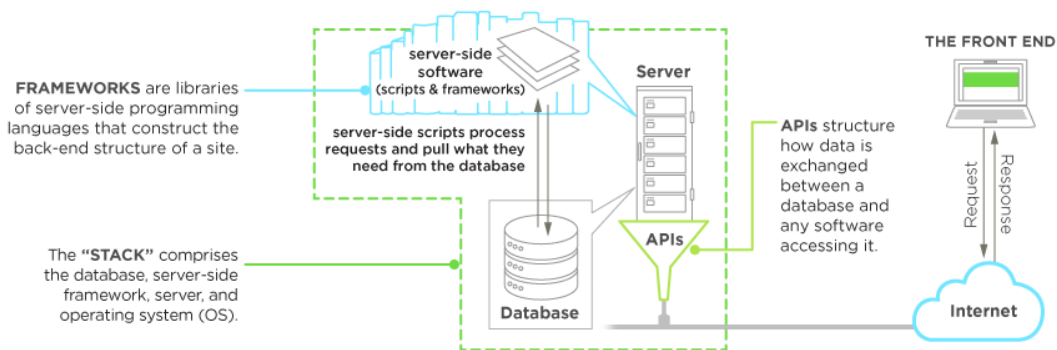 FRAMEWORKS are libraries
of server-side programming
languages that construct the
back-end structure of a site.
The “STACK” comprises
the database, server-side
framework, server, and
operating system (OS).
server-side
software
(scripts & frameworks)
server-side scripts process
requests and pull what they
need from the database
Database
Server
APIs
APIs structure
how data is
exchanged
between a
database and
any software
accessing it.
THE FRONT END
Request
Response
Internet